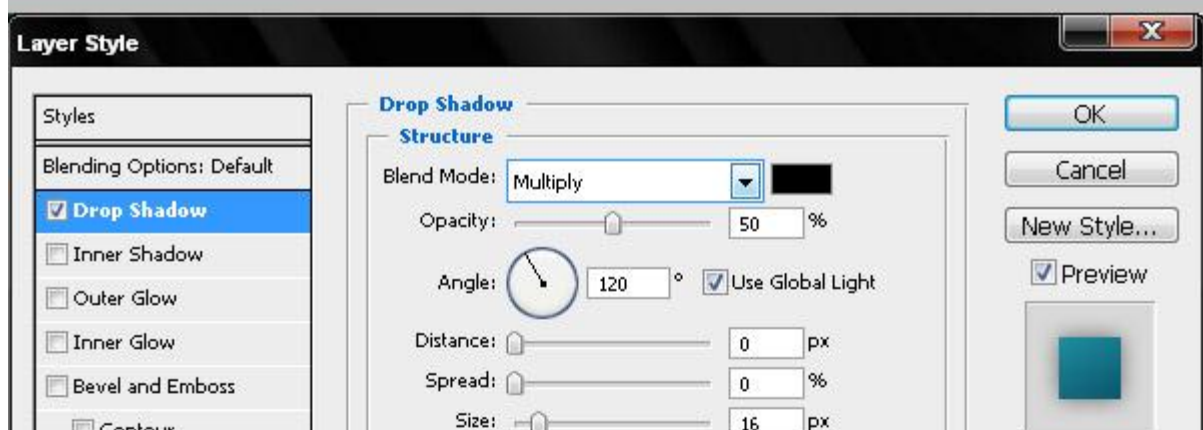 Layer Style
Styles
Blending Options: Default
Drop Shadow
Inner Shadow
Outer Glow
Inner Glow
Bevel and Emboss
Contour
Drop Shadow
Structure
Blend Mode: Multiply
Opacity: 50 %
Angle: 120 ° Use Global Light
Distance: 0 px
Spread: 0 %
Size: 16 px
OK
Cancel
New Style...
Preview